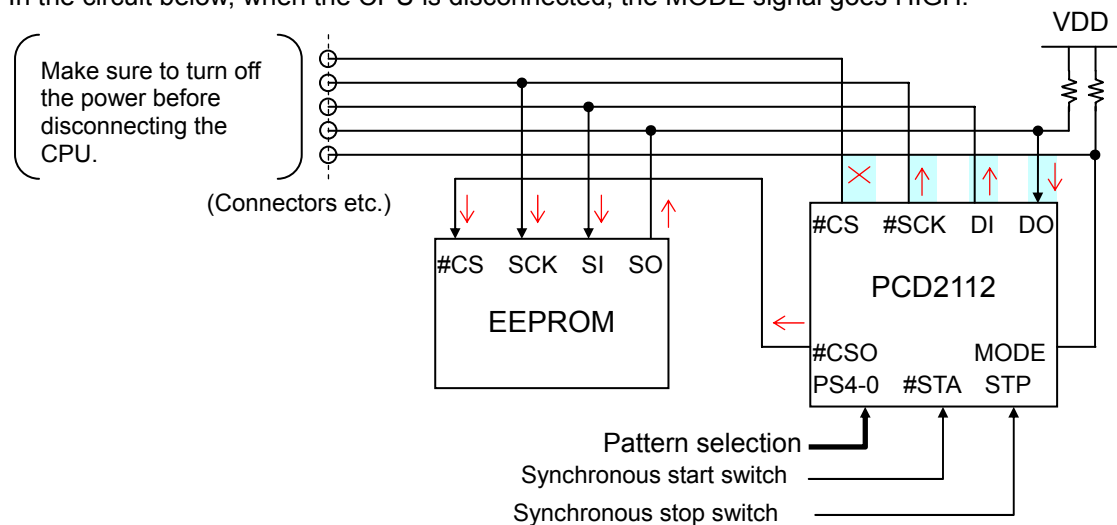 In the circuit below, when the CPU is disconnected, the MODE signal goes HIGH.
VDD
Make sure to turn off
the power before
disconnecting the
CPU.
(Connectors etc.)
#CS SCK SI SO
EEPROM
#CS #SCK DI DO
PCD2112
#CSO MODE
PS4-0 #STA STP
Pattern selection
Synchronous start switch
Synchronous stop switch